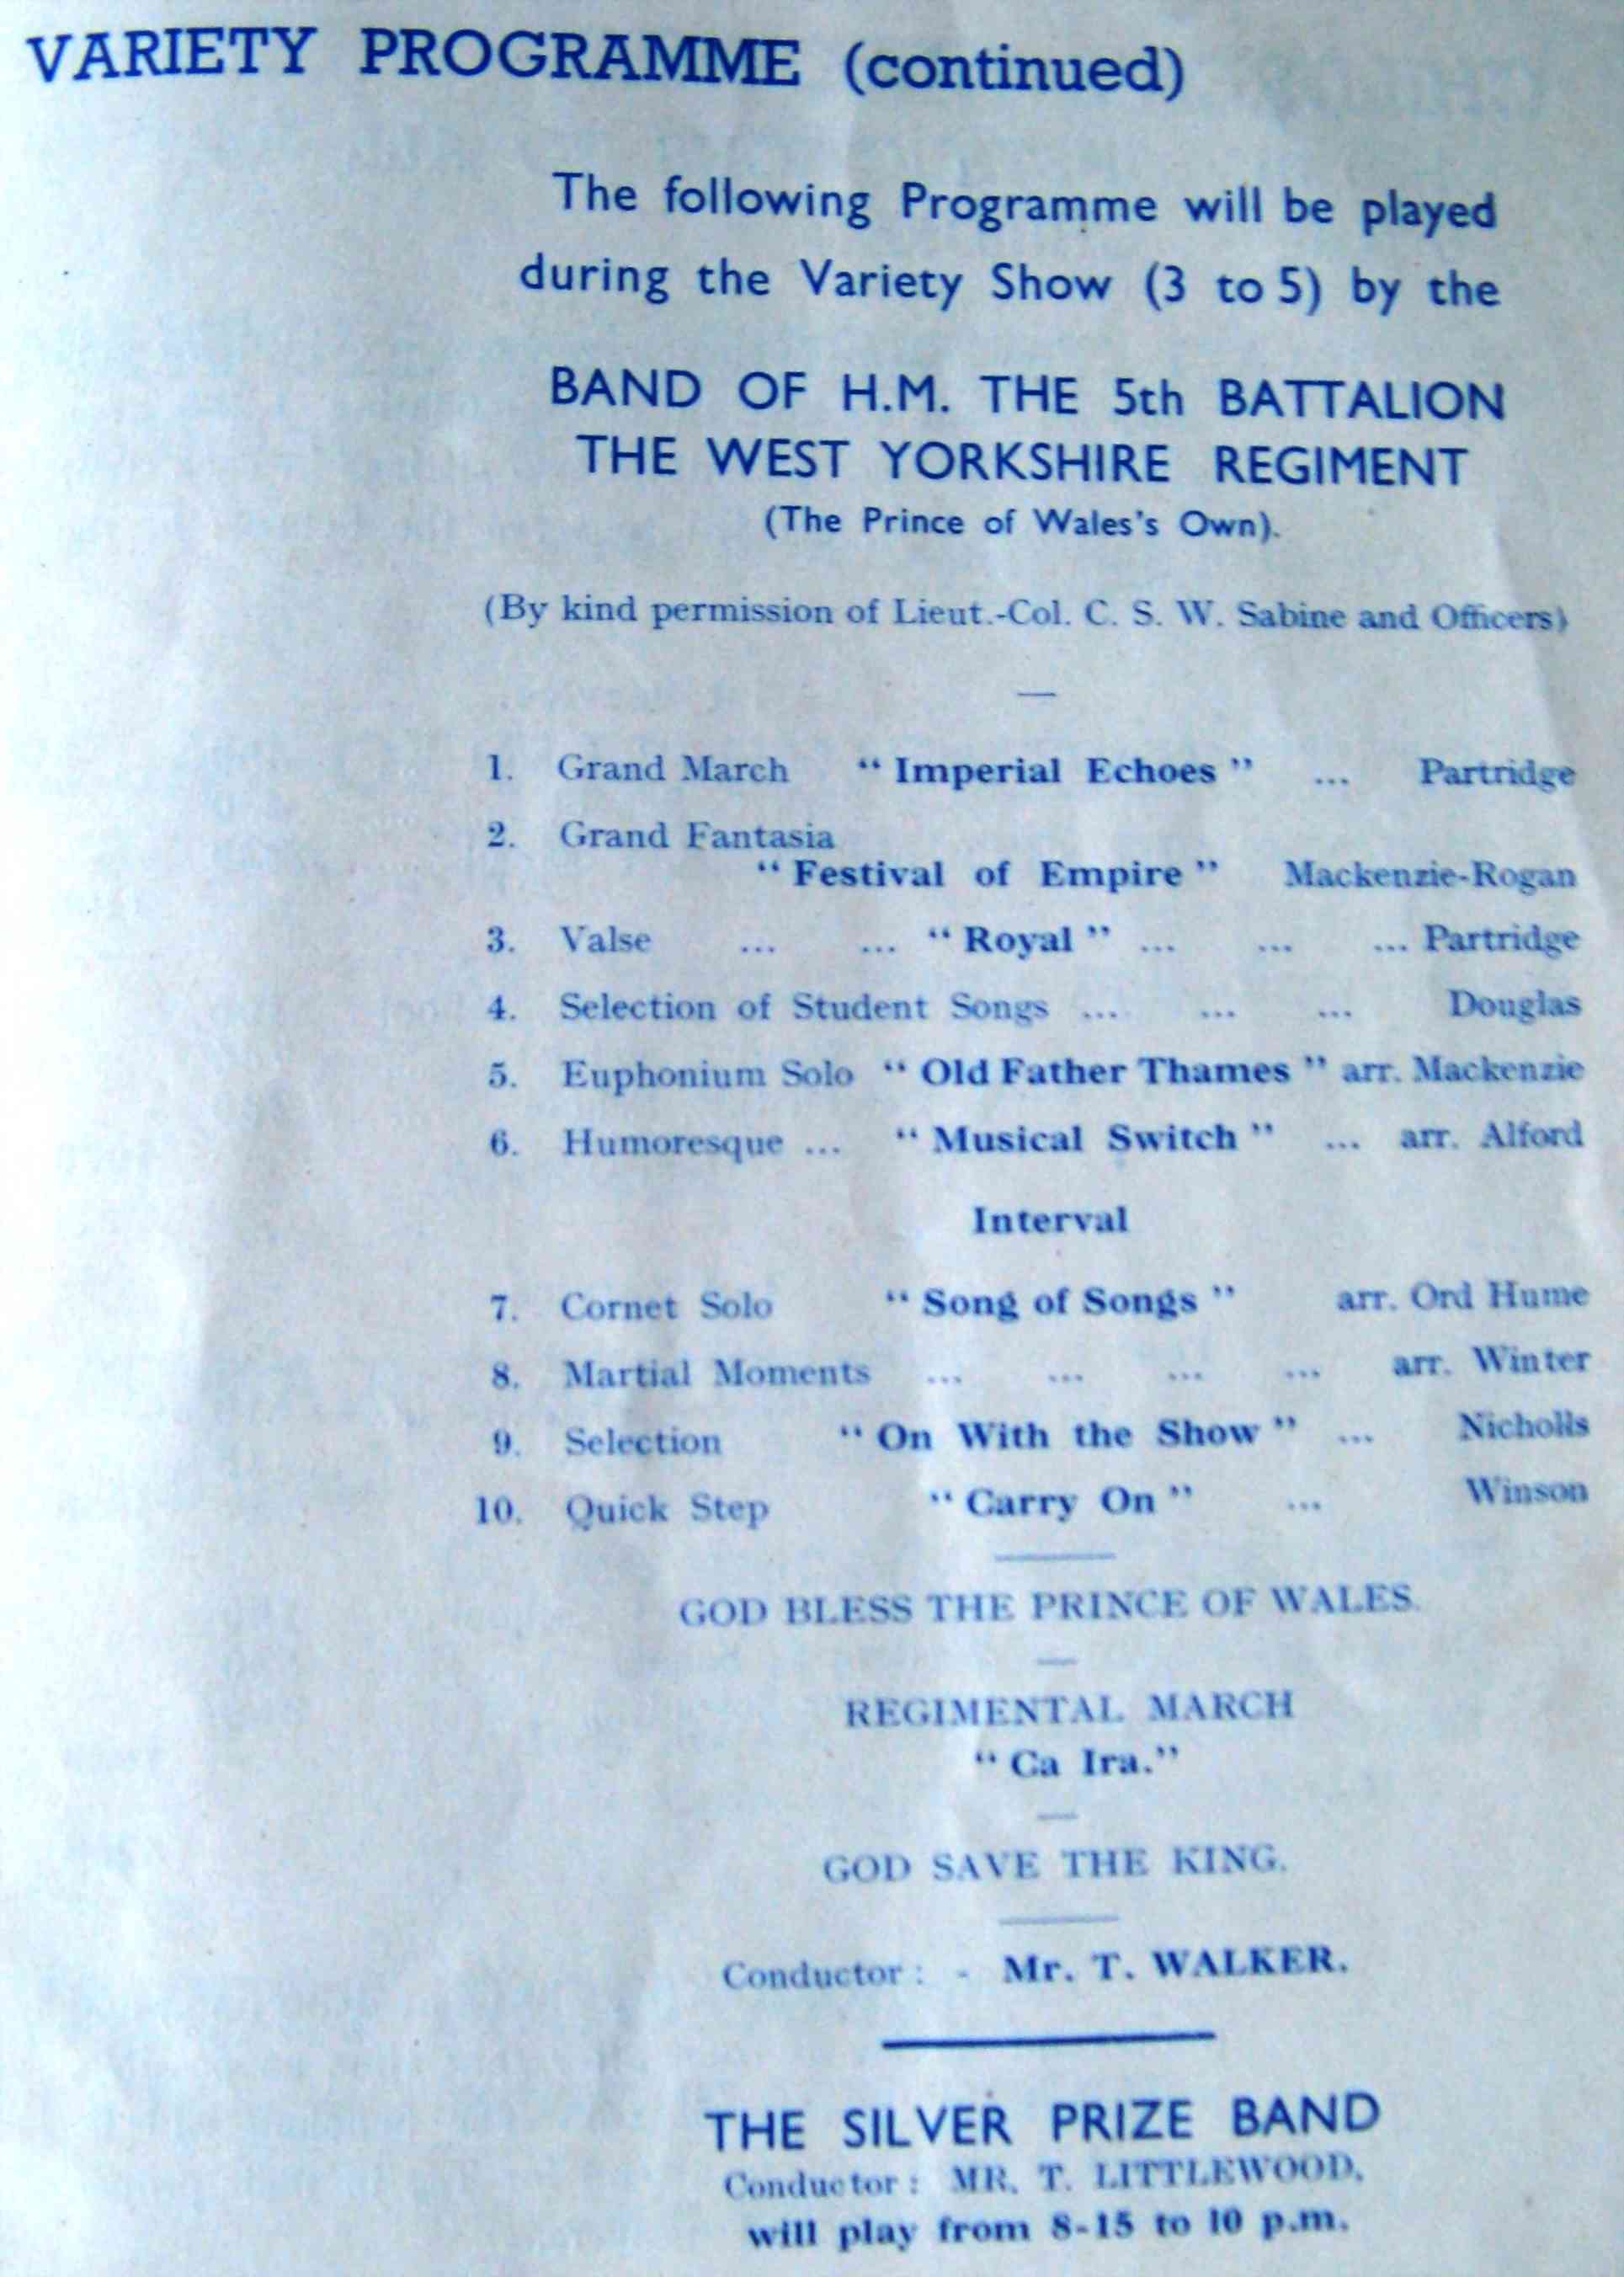 VARIETY PROGRAMME (continued)
The following Programme will be played
during the Variety Show (3 to 5) by the
BAND OF H.M. THE 5th BATTALION
THE WEST YORKSHIRE REGIMENT
(The Prince of Wales's Own).
(By kind permission of Lieut.-Col. C. S. W. Sabine and Officers)
1. Grand March “ Imperial Echoes ” ... Partridge
2. Grand Fantasia
“ Festival of Empire ” Mackenzie-Rogan
3. Valse ... ... “ Royal ” ... ... ... Partridge
4. Selection of Student Songs ... ... ... Douglas
5. Euphonium Solo “ Old Father Thames ” arr. Mackenzie
6. Humoresque ... “ Musical Switch ” ... arr. Alford
Interval
7. Cornet Solo “ Song of Songs ” arr. Ord Hume
8. Martial Moments ... ... ... ... arr. Winter
9. Selection “ On With the Show ” ... Nicholls
10. Quick Step “ Carry On ” ... Winson
GOD BLESS THE PRINCE OF WALES.
REGIMENTAL MARCH
“ Ca Ira.”
GOD SAVE THE KING.
Conductor : - Mr. T. WALKER.
THE SILVER PRIZE BAND
Conductor : MR. T. LITTLEWOOD,
will play from 8-15 to 10 p.m.